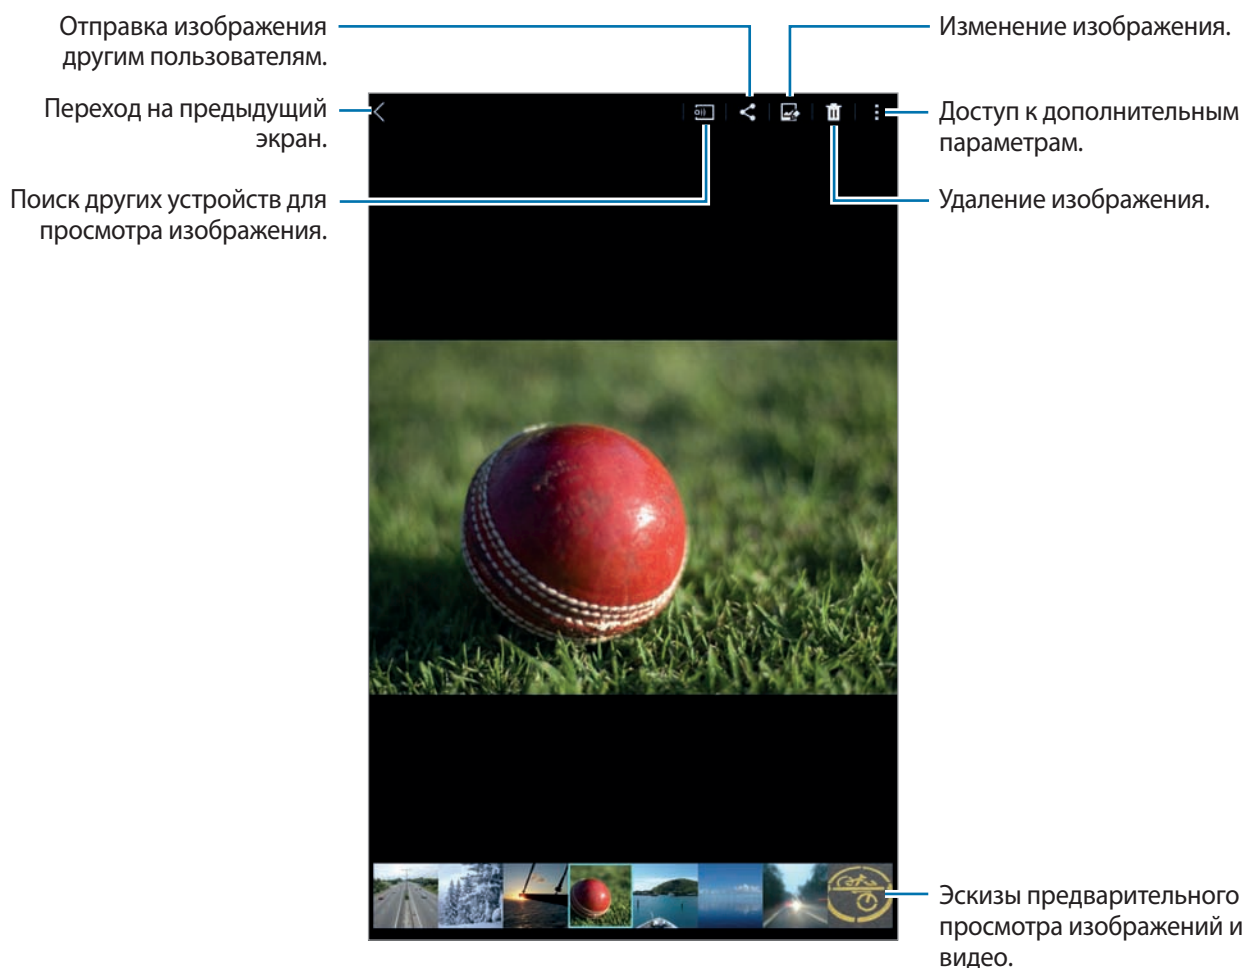 Отправка изображения
другим пользователям.
Переход на предыдущий
экран.
Поиск других устройств для
просмотра изображения.
Изменение изображения.
Доступ к дополнительным
параметрам.
Удаление изображения.
Эскизы предварительного
просмотра изображений и
видео.